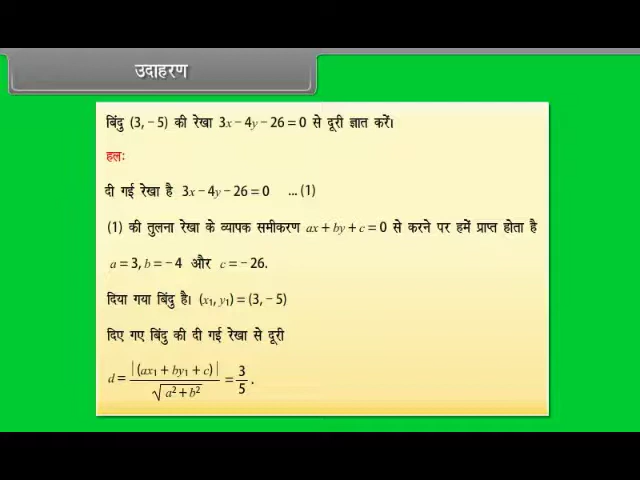 उदाहरण
बिंदु (3, – 5) की रेखा 3x – 4y – 26 = 0 से दूरी ज्ञात करें।
हलः
दी गई रेखा है 3x – 4y – 26 = 0 ... (1)
(1) की तुलना रेखा के व्यापक समीकरण ax + by + c = 0 से करने पर हमें प्राप्त होता है
a = 3, b = – 4 और c = – 26.
दिया गया बिंदु है। (x₁, y₁) = (3, – 5)
दिए गए बिंदु की दी गई रेखा से दूरी
d = |(ax₁ + by₁ + c)| / √(a² + b²) = 3/5 .